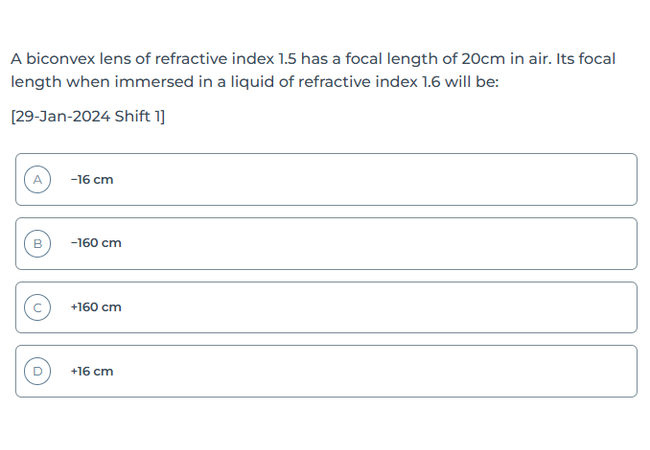 A biconvex lens of refractive index 1.5 has a focal length of 20cm in air. Its focal
length when immersed in a liquid of refractive index 1.6 will be:
[29-Jan-2024 Shift 1]
A −16 cm
B −160 cm
C +160 cm
D +16 cm